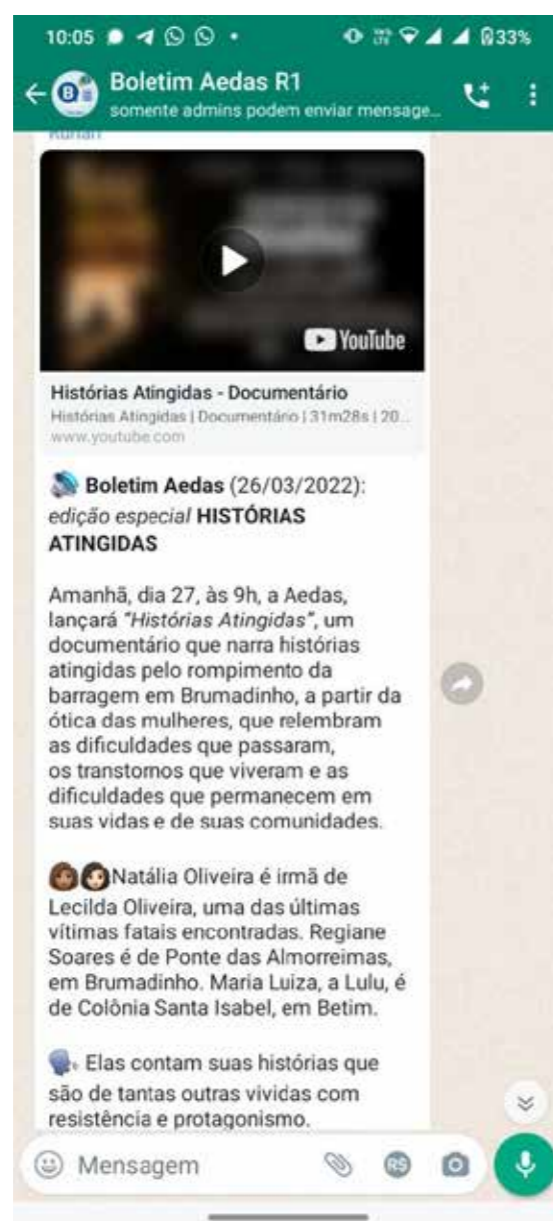 10:05
33%
Boletim Aedas R1
somente admins podem enviar mensage...
YouTube
Histórias Atingidas - Documentário
Histórias Atingidas | Documentário | 31m28s | 20...
www.youtube.com
Boletim Aedas (26/03/2022):
edição especial HISTÓRIAS
ATINGIDAS
Amanhã, dia 27, às 9h, a Aedas,
lançará "Histórias Atingidas", um
documentário que narra histórias
atingidas pelo rompimento da
barragem em Brumadinho, a partir da
ótica das mulheres, que relembram
as dificuldades que passaram,
os transtornos que viveram e as
dificuldades que permanecem em
suas vidas e de suas comunidades.
Natália Oliveira é irmã de
Lecilda Oliveira, uma das últimas
vítimas fatais encontradas. Regiane
Soares é de Ponte das Almorreimas,
em Brumadinho. Maria Luiza, a Lulu, é
de Colônia Santa Isabel, em Betim.
Elas contam suas histórias que
são de tantas outras vividas com
resistência e protagonismo.
Mensagem
R$